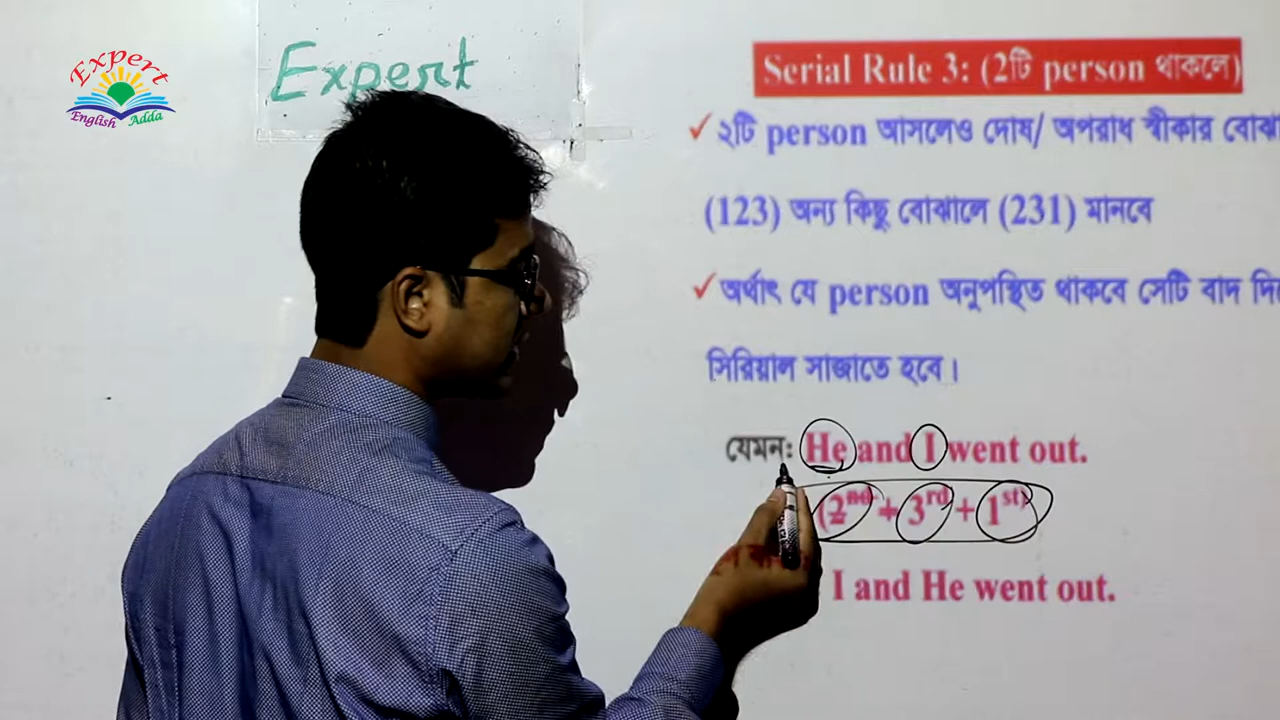 Expert
English Adda
Expert
Serial Rule 3: (2টি person থাকলে)
২টি person আসলেও দোষ/ অপরাধ স্বীকার
(123) অন্য কিছু বোঝালে (231) মানবে
অর্থাৎ যে person অনুপস্থিত থাকবে সেটি বাদ
সিরিয়াল সাজাতে হবে।
যেমন: He and I went out.
(2nd + 3rd + 1st)
I and He went out.